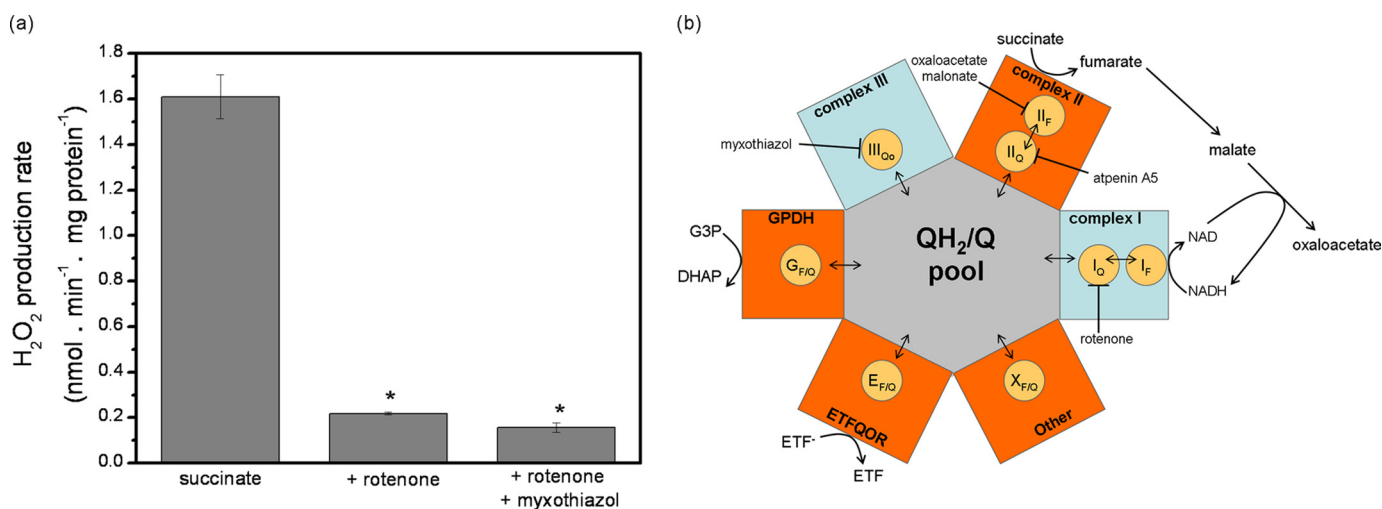 (a)
H2O2 production rate
(nmol . min-1. mg protein-1)
1.8
1.6
1.4
1.2
1.0
0.8
0.6
0.4
0.2
0.0
*
*
succinate
+ rotenone
+ rotenone
+ myxothiazol
(b)
succinate
fumarate
oxaloacetate
malonate
complex III
complex II
IIF
malate
myxothiazol
IIIQo
IIQ
atpenin A5
GPDH
complex I
G3P
QH2/Q
pool
NAD
oxaloacetate
GF/Q
IQ
IF
DHAP
NADH
rotenone
EF/Q
XF/Q
ETFQOR
Other
ETF-
ETF